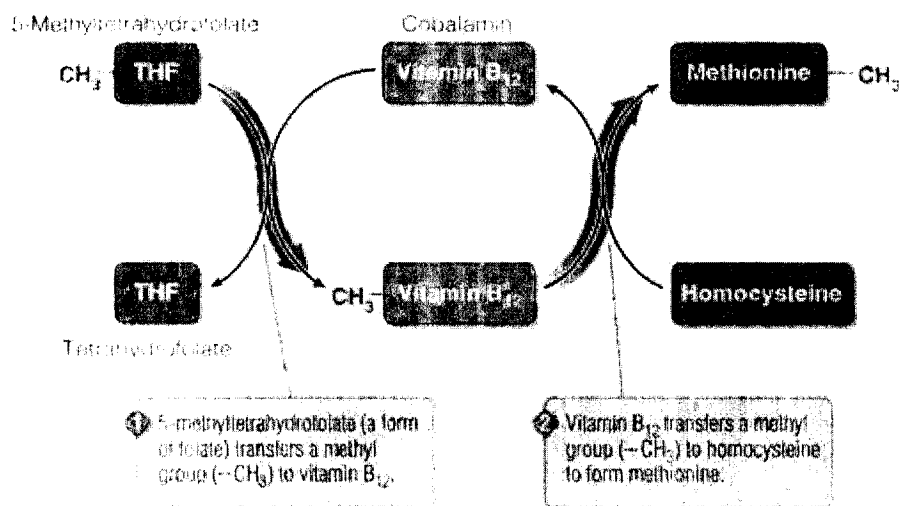 5-Methyltetrahydrofolate
Cobalamin
CH3 THF
Vitamin B12
Methionine CH3
THF
CH3 Vitamin B12
Homocysteine
Tetrahydrofolate
1 5-methyltetrahydrofolate (a form
of folate) transfers a methyl
group (–CH3) to vitamin B12.
2 Vitamin B12 transfers a methyl
group (–CH3) to homocysteine
to form methionine.